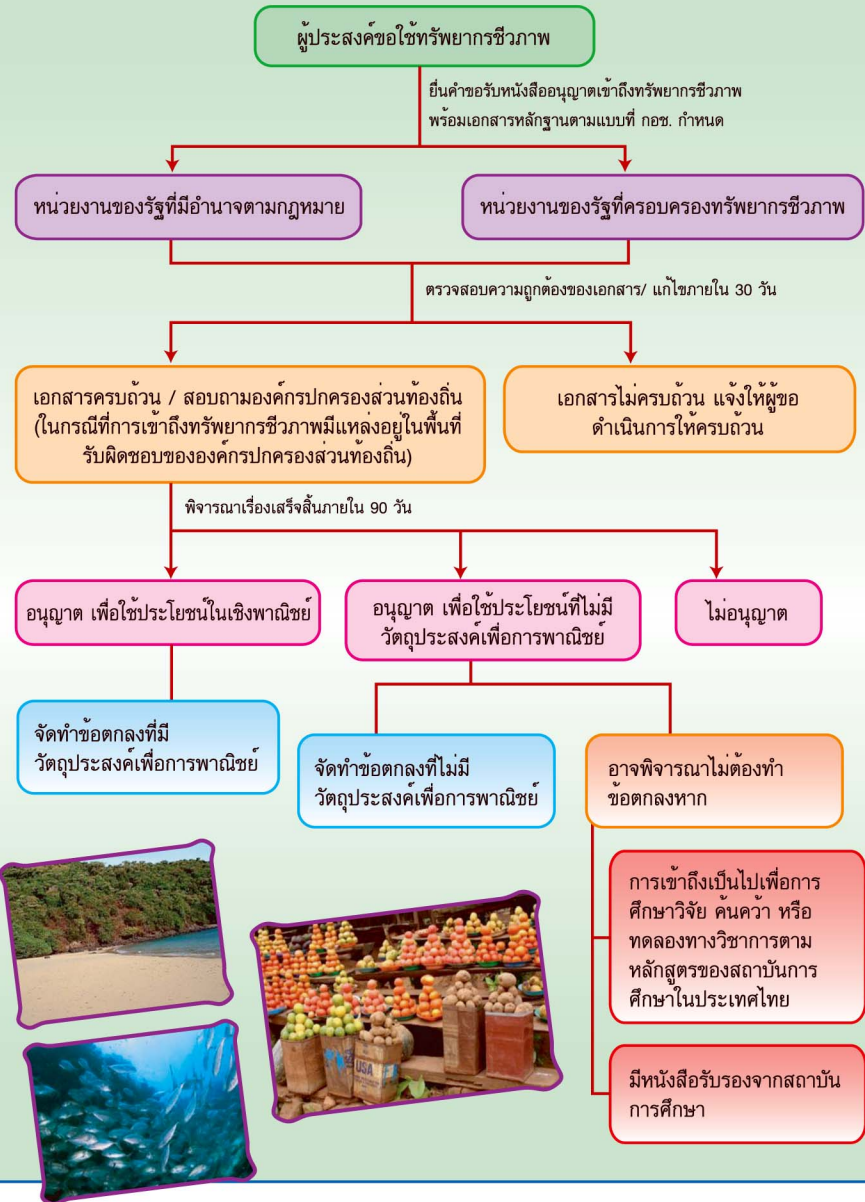 ผู้ประสงค์ขอใช้ทรัพยากรชีวภาพ
ยื่นคำขอรับหนังสืออนุญาตเข้าถึงทรัพยากรชีวภาพ
พร้อมเอกสารหลักฐานตามแบบที่ กอช. กำหนด
หน่วยงานของรัฐที่มีอำนาจตามกฎหมาย
หน่วยงานของรัฐที่ครอบครองทรัพยากรชีวภาพ
ตรวจสอบความถูกต้องของเอกสาร/ แก้ไขภายใน 30 วัน
เอกสารครบถ้วน / สอบถามองค์กรปกครองส่วนท้องถิ่น
(ในกรณีที่การเข้าถึงทรัพยากรชีวภาพมีแหล่งอยู่ในพื้นที่
รับผิดชอบขององค์กรปกครองส่วนท้องถิ่น)
เอกสารไม่ครบถ้วน แจ้งให้ผู้ขอ
ดำเนินการให้ครบถ้วน
พิจารณาเรื่องเสร็จสิ้นภายใน 90 วัน
อนุญาต เพื่อใช้ประโยชน์ในเชิงพาณิชย์
อนุญาต เพื่อใช้ประโยชน์ที่ไม่มี
วัตถุประสงค์เพื่อการพาณิชย์
ไม่อนุญาต
จัดทำข้อตกลงที่มี
วัตถุประสงค์เพื่อการพาณิชย์
จัดทำข้อตกลงที่ไม่มี
วัตถุประสงค์เพื่อการพาณิชย์
อาจพิจารณาไม่ต้องทำ
ข้อตกลงหาก
การเข้าถึงเป็นไปเพื่อการ
ศึกษาวิจัย ค้นคว้า หรือ
ทดลองทางวิชาการตาม
หลักสูตรของสถาบันการ
ศึกษาในประเทศไทย
มีหนังสือรับรองจากสถาบัน
การศึกษา
USA